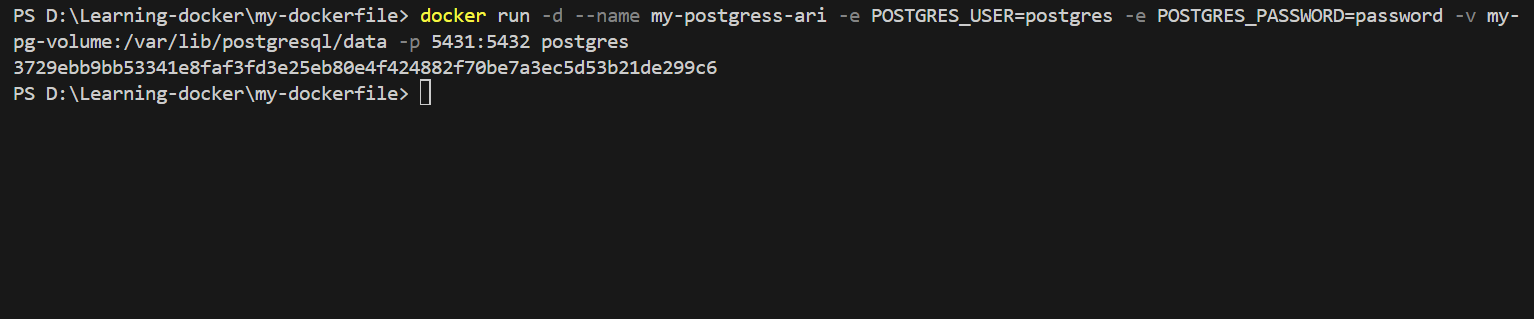 PS D:\Learning-docker\my-dockerfile> docker run -d --name my-postgress-ari -e POSTGRES_USER=postgres -e POSTGRES_PASSWORD=password -v my-
pg-volume:/var/lib/postgresql/data -p 5431:5432 postgres
3729ebb9bb53341e8faf3fd3e25eb80e4f424882f70be7a3ec5d53b21de299c6
PS D:\Learning-docker\my-dockerfile>